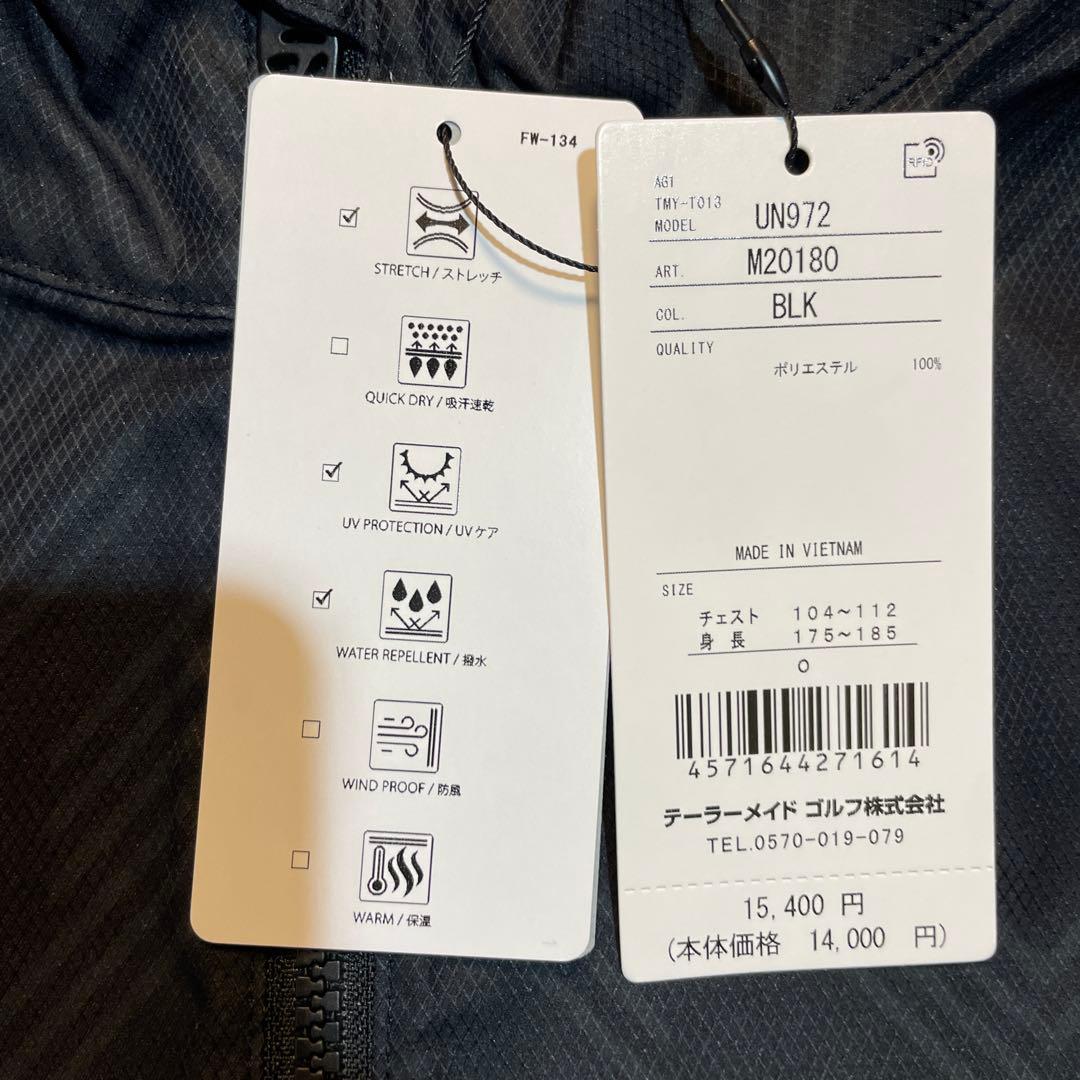 FW-134
STRETCH / ストレッチ
QUICK DRY / 吸汗速乾
UV PROTECTION / UVケア
WATER REPELLENT / 撥水
WIND PROOF / 防風
WARM / 保温
RFID
AG1
TMY-T013
MODEL UN972
ART. M20180
COL. BLK
QUALITY
ポリエステル 100%
MADE IN VIETNAM
SIZE
チェスト 104~112
身長 175~185
O
4571644271614
テーラーメイド ゴルフ株式会社
TEL.0570-019-079
15,400 円
(本体価格 14,000 円)